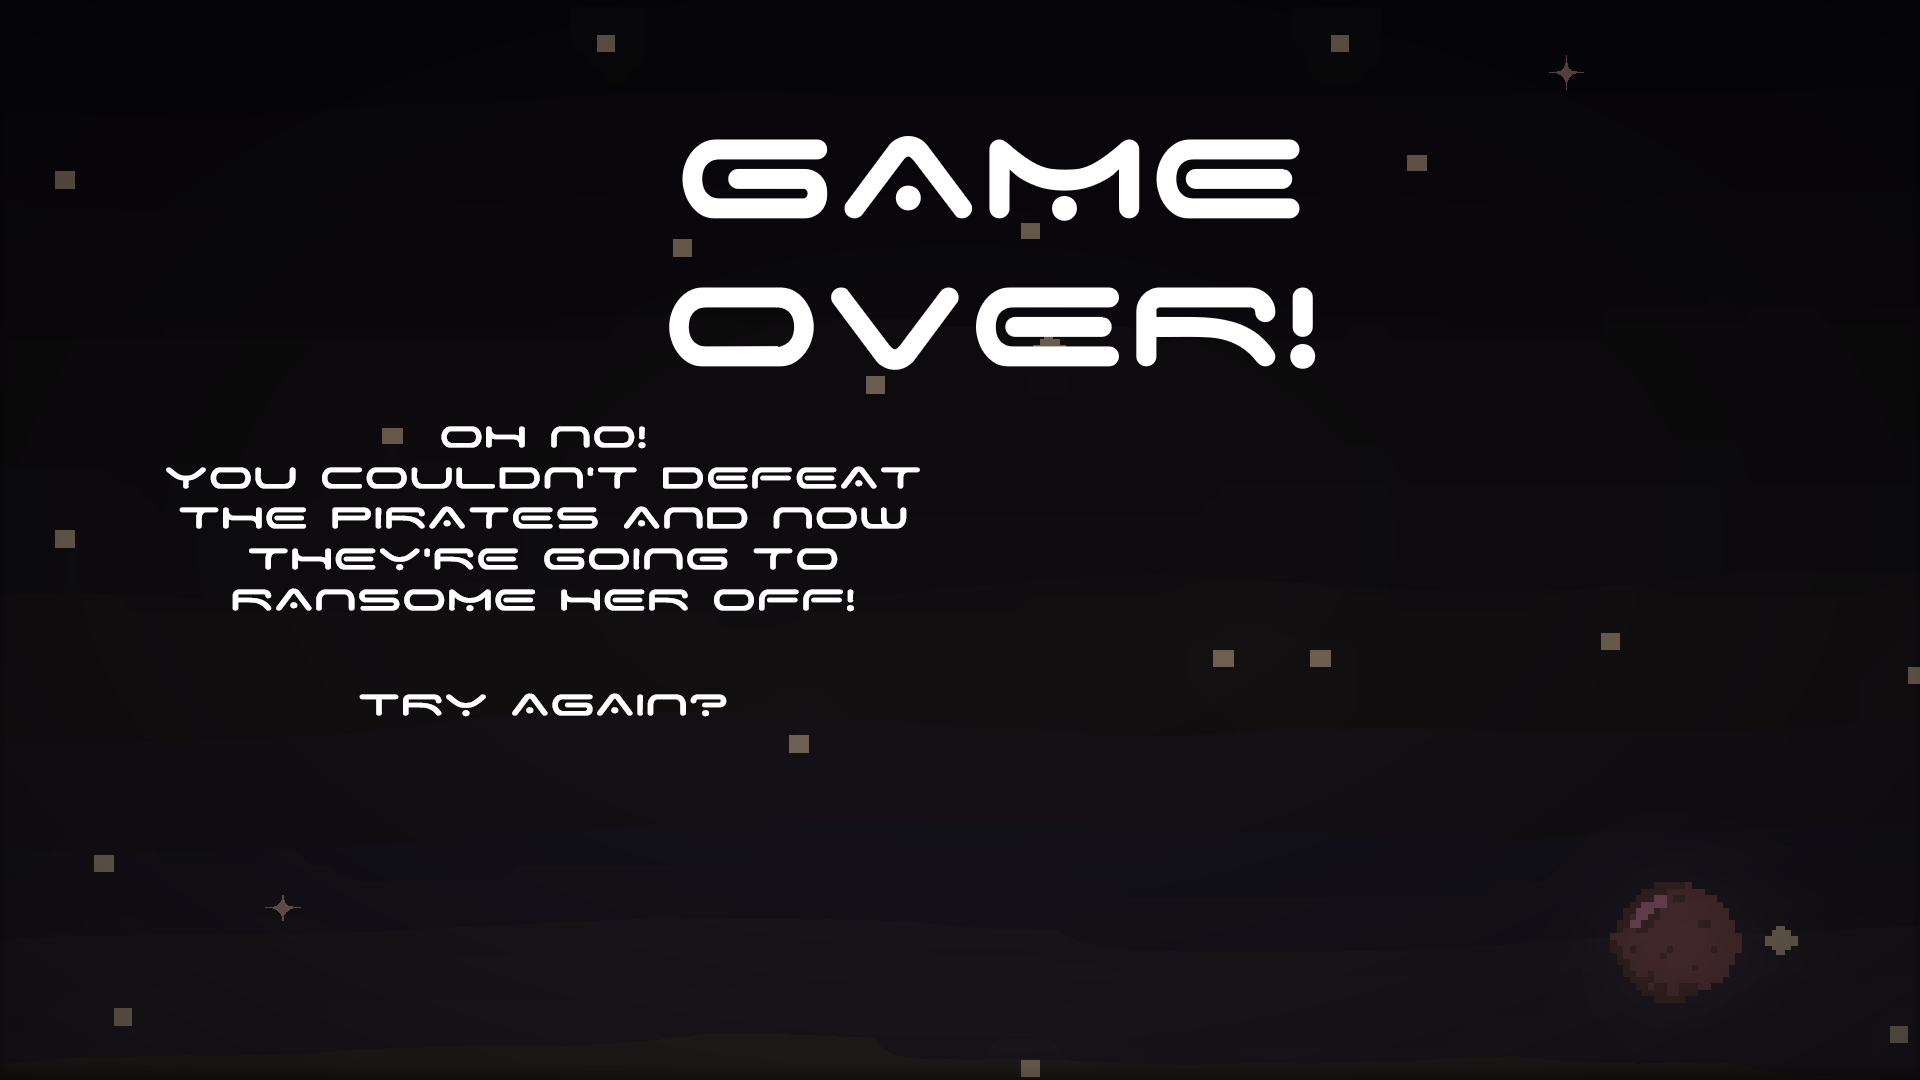 GAME
OVER!
OH NO!
YOU COULDN'T DEFEAT
THE PIRATES AND NOW
THEY'RE GOING TO
RANSOME HER OFF!
TRY AGAIN?